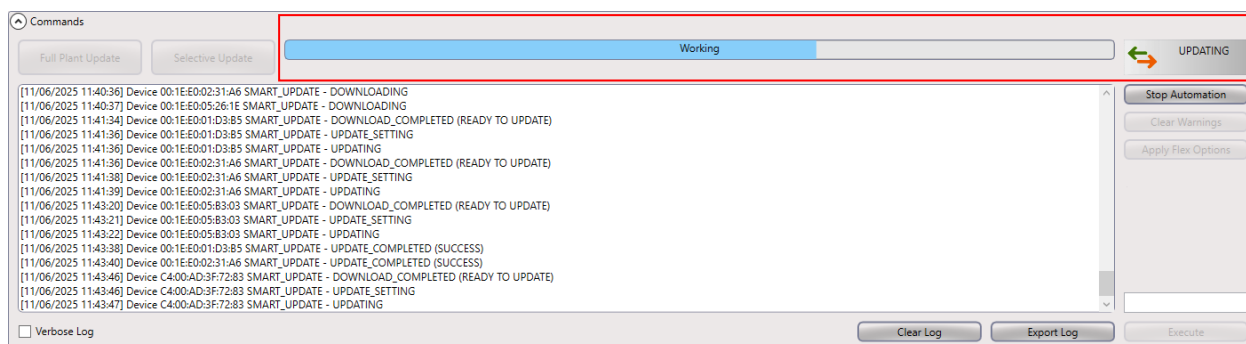 Commands
Full Plant Update
Selective Update
Working
UPDATING
[11/06/2025 11:40:36] Device 00:1E:E0:02:31:A6 SMART_UPDATE - DOWNLOADING
[11/06/2025 11:40:37] Device 00:1E:E0:05:26:1E SMART_UPDATE - DOWNLOADING
[11/06/2025 11:41:34] Device 00:1E:E0:01:D3:B5 SMART_UPDATE - DOWNLOAD_COMPLETED (READY TO UPDATE)
[11/06/2025 11:41:36] Device 00:1E:E0:01:D3:B5 SMART_UPDATE - UPDATE_SETTING
[11/06/2025 11:41:36] Device 00:1E:E0:01:D3:B5 SMART_UPDATE - UPDATING
[11/06/2025 11:41:36] Device 00:1E:E0:02:31:A6 SMART_UPDATE - DOWNLOAD_COMPLETED (READY TO UPDATE)
[11/06/2025 11:41:38] Device 00:1E:E0:02:31:A6 SMART_UPDATE - UPDATE_SETTING
[11/06/2025 11:41:39] Device 00:1E:E0:02:31:A6 SMART_UPDATE - UPDATING
[11/06/2025 11:43:20] Device 00:1E:E0:05:B3:03 SMART_UPDATE - DOWNLOAD_COMPLETED (READY TO UPDATE)
[11/06/2025 11:43:21] Device 00:1E:E0:05:B3:03 SMART_UPDATE - UPDATE_SETTING
[11/06/2025 11:43:22] Device 00:1E:E0:05:B3:03 SMART_UPDATE - UPDATING
[11/06/2025 11:43:38] Device 00:1E:E0:01:D3:B5 SMART_UPDATE - UPDATE_COMPLETED (SUCCESS)
[11/06/2025 11:43:40] Device 00:1E:E0:02:31:A6 SMART_UPDATE - UPDATE_COMPLETED (SUCCESS)
[11/06/2025 11:43:46] Device C4:00:AD:3F:72:83 SMART_UPDATE - DOWNLOAD_COMPLETED (READY TO UPDATE)
[11/06/2025 11:43:46] Device C4:00:AD:3F:72:83 SMART_UPDATE - UPDATE_SETTING
[11/06/2025 11:43:47] Device C4:00:AD:3F:72:83 SMART_UPDATE - UPDATING
Stop Automation
Clear Warnings
Apply Flex Options
Verbose Log
Clear Log
Export Log
Execute